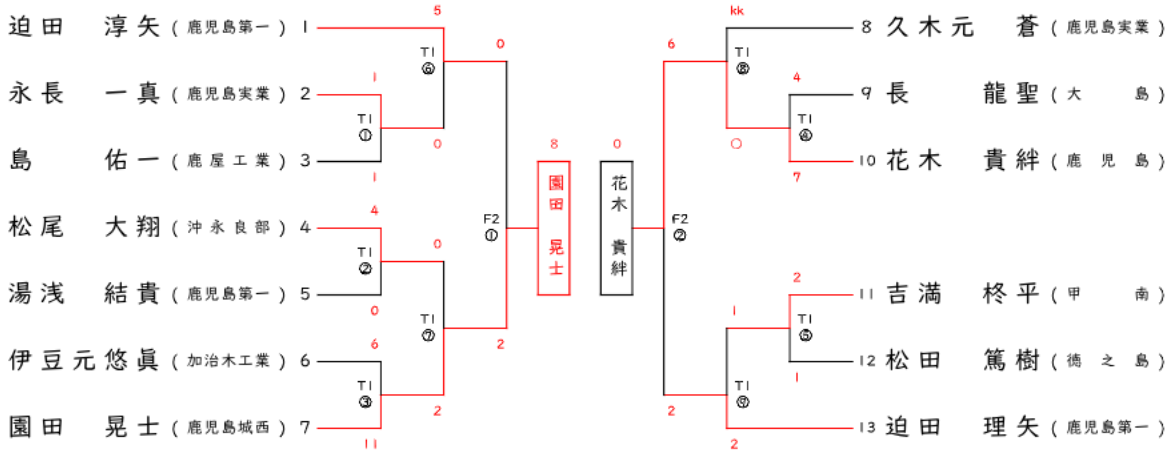 迫田 淳矢 (鹿児島第一) 1
永長 一真 (鹿児島実業) 2
島 佑一 (鹿屋工業) 3
松尾 大翔 (沖永良部) 4
湯浅 結貴 (鹿児島第一) 5
伊豆元 悠眞 (加治木工業) 6
園田 晃士 (鹿児島城西) 7
5
T1
⑥
0
1
T1
①
0
1
4
T1
②
0
0
T1
⑦
6
T1
③
2
11
0
F2
①
2
8
園田 晃士
0
花木 貴絆
6
F2
②
2
kk
T1
⑧
○
4
T1
④
7
2
T1
⑤
1
1
T1
⑨
2
8 久木元 蒼 (鹿児島実業)
9 長 龍聖 (大島)
10 花木 貴絆 (鹿児島)
11 吉満 柊平 (甲南)
12 松田 篤樹 (徳之島)
13 迫田 理矢 (鹿児島第一)